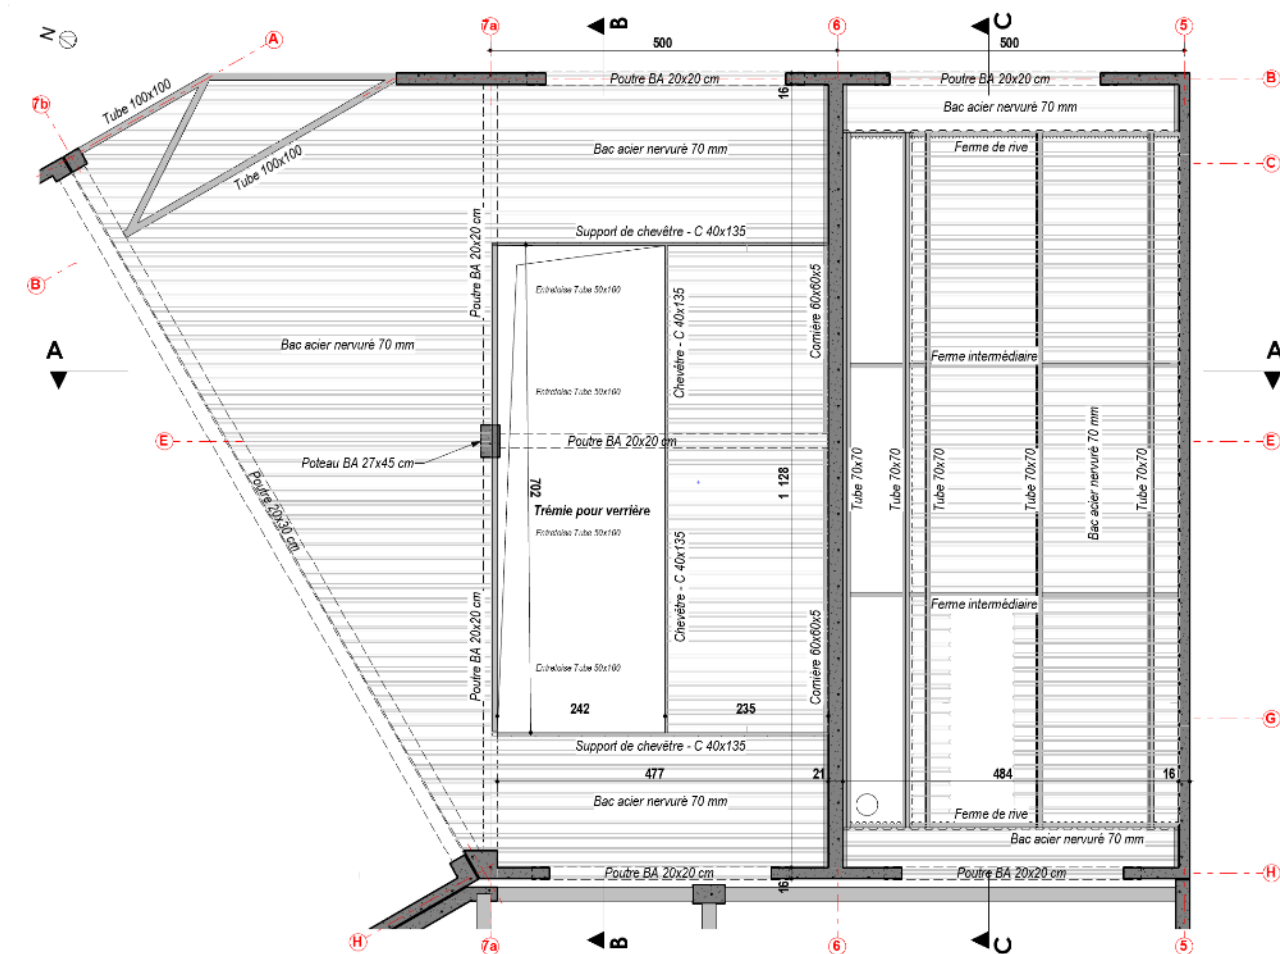 N
A
7b
Tube 100x100
Tube 100x100
B
7a
B
500
6
C
500
5
B
Poutre BA 20x20 cm
Poutre BA 20x20 cm
16
Bac acier nervuré 70 mm
Bac acier nervuré 70 mm
Ferme de rive
C
Poutre BA 20x20 cm
Support de chevêtre - C 40x135
Entretoise Tube 50x100
Chevêtre - C 40x135
Cornière 60x60x5
Bac acier nervuré 70 mm
A
Ferme intermédiaire
A
Entretoise Tube 50x100
E
Poutre BA 20x20 cm
E
Poteau BA 27x45 cm
702
1 128
Tube 70x70
Tube 70x70
Tube 70x70
Tube 70x70
Bac acier nervuré 70 mm
Tube 70x70
Poutre 20x30 cm
Trémie pour verrière
Entretoise Tube 50x100
Chevêtre - C 40x135
Poutre BA 20x20 cm
Cornière 60x60x5
Ferme intermédiaire
Entretoise Tube 50x100
242
235
G
Support de chevêtre - C 40x135
477
21
484
16
Bac acier nervuré 70 mm
Ferme de rive
Bac acier nervuré 70 mm
Poutre BA 20x20 cm
16
Poutre BA 20x20 cm
H
H
7a
B
6
C
5